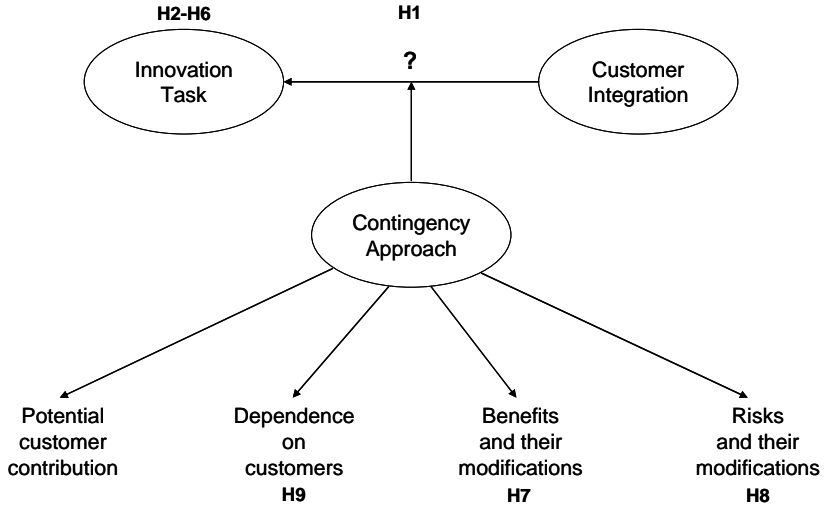 H2-H6
H1
?
Innovation
Task
Customer
Integration
Contingency
Approach
Potential
customer
contribution
Dependence
on
customers
H9
Benefits
and their
modifications
H7
Risks
and their
modifications
H8